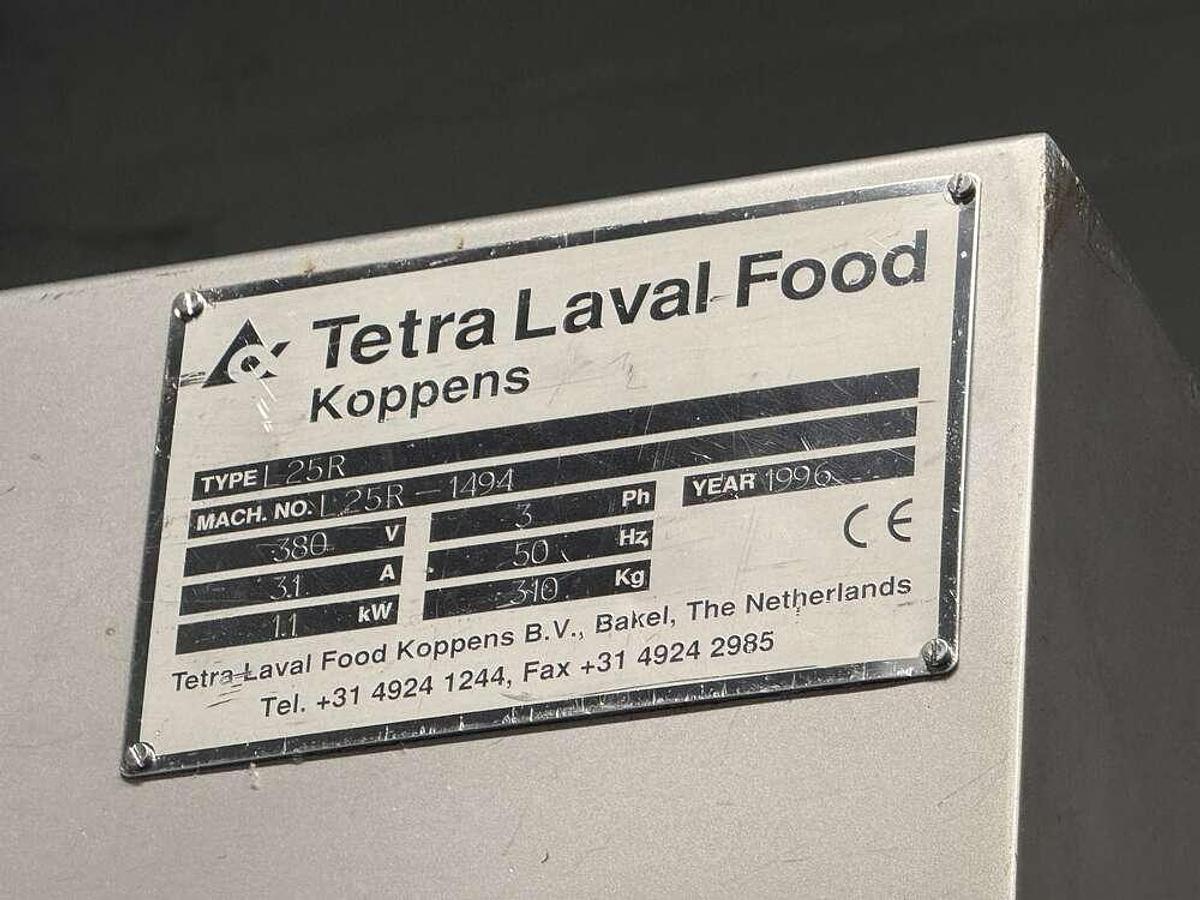 Tetra Laval Food
Koppens
TYPE L 25R
MACH. NO. L 25R - 1494
380 V
3 Ph
YEAR 1996
3.1 A
50 Hz
1.1 kW
310 Kg
CE
Tetra Laval Food Koppens B.V., Bakel, The Netherlands
Tel. +31 4924 1244, Fax +31 4924 2985